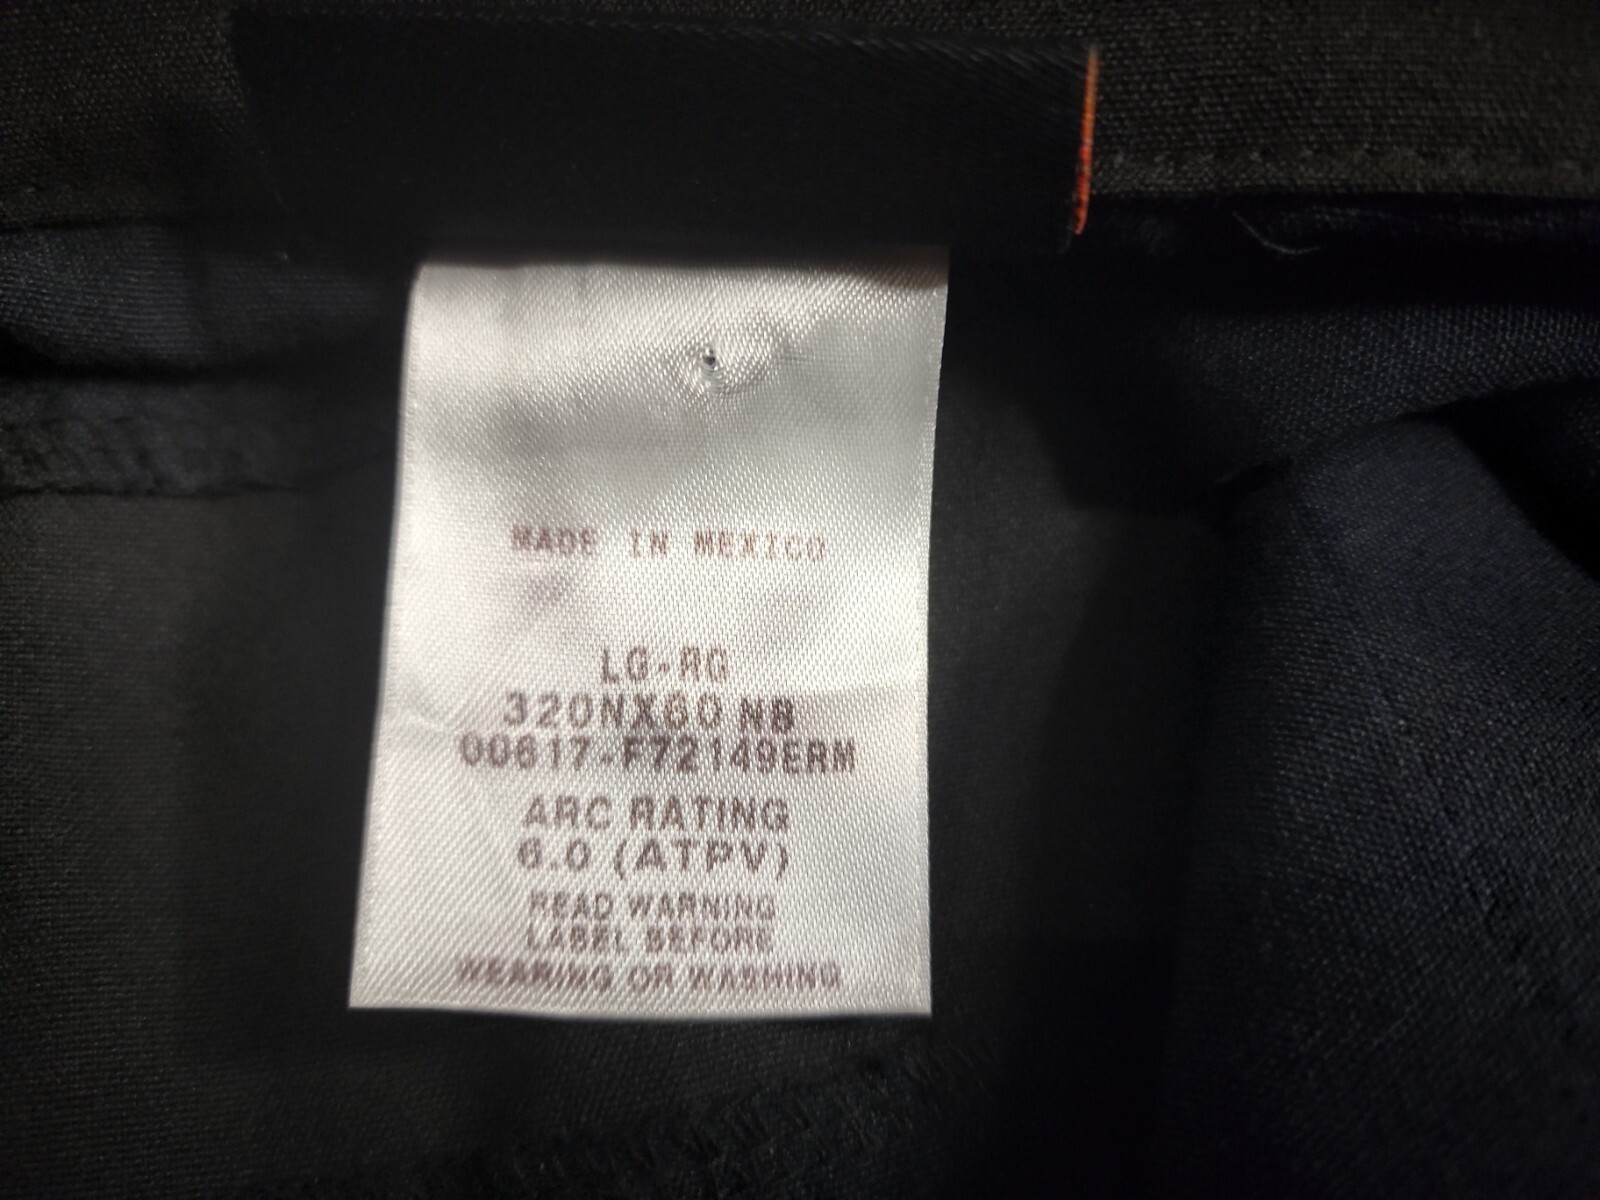 MADE IN MEXICO
LG-RG
320NX60 NB
00617-F72149ERM
ARC RATING
6.0 (ATPV)
READ WARNING
LABEL BEFORE
WEARING OR WASHING